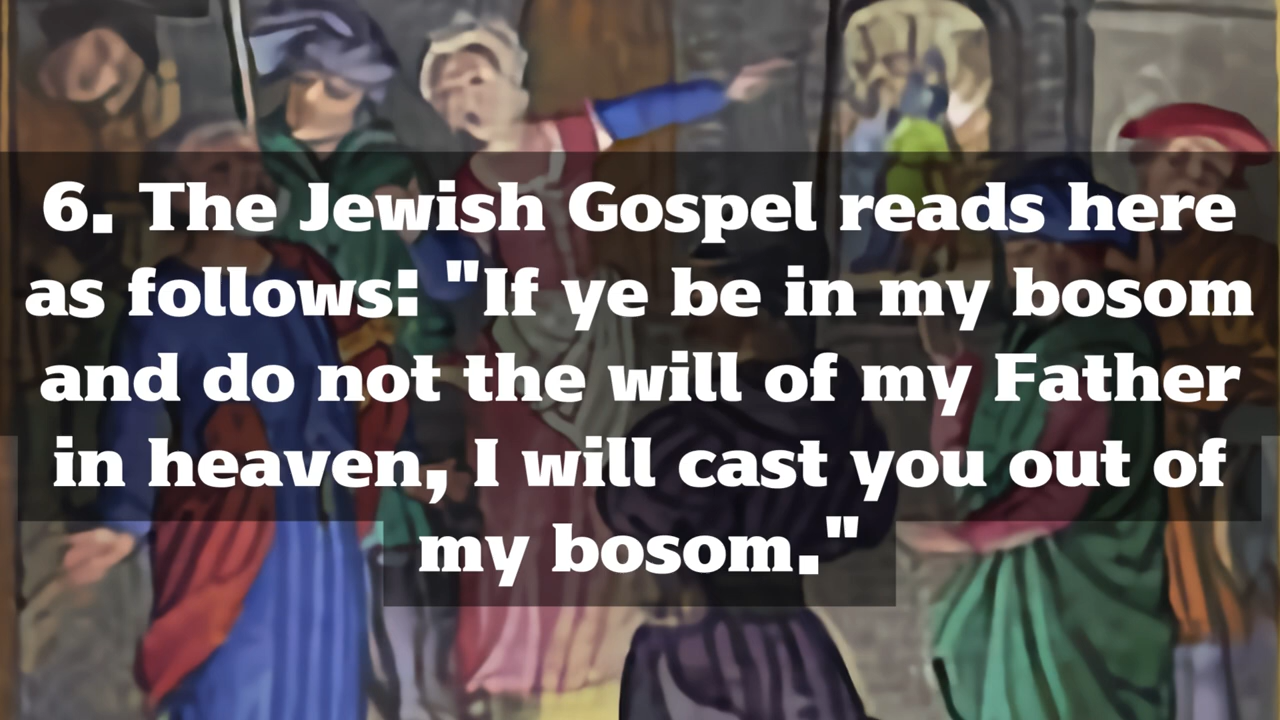 6. The Jewish Gospel reads here
as follows: "If ye be in my bosom
and do not the will of my Father
in heaven, I will cast you out of
my bosom."